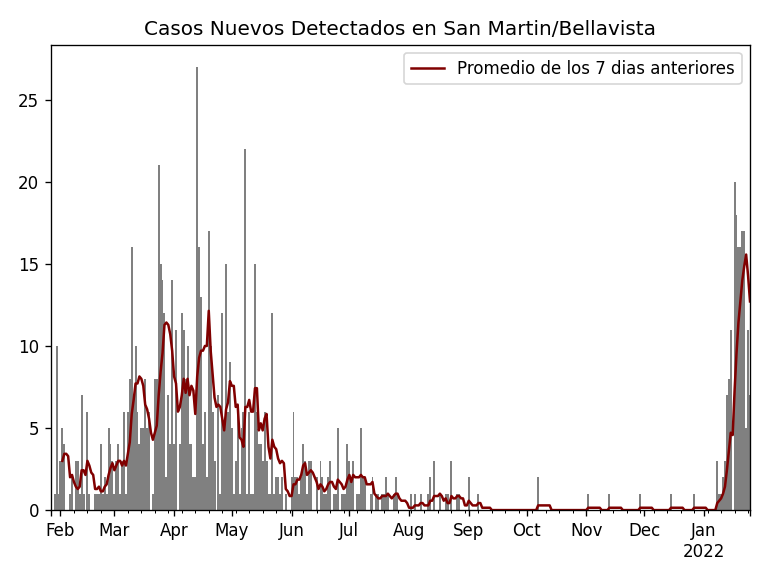 Casos Nuevos Detectados en San Martin/Bellavista
Promedio de los 7 dias anteriores
25
20
15
10
5
0
Feb Mar Apr May Jun Jul Aug Sep Oct Nov Dec Jan
2022